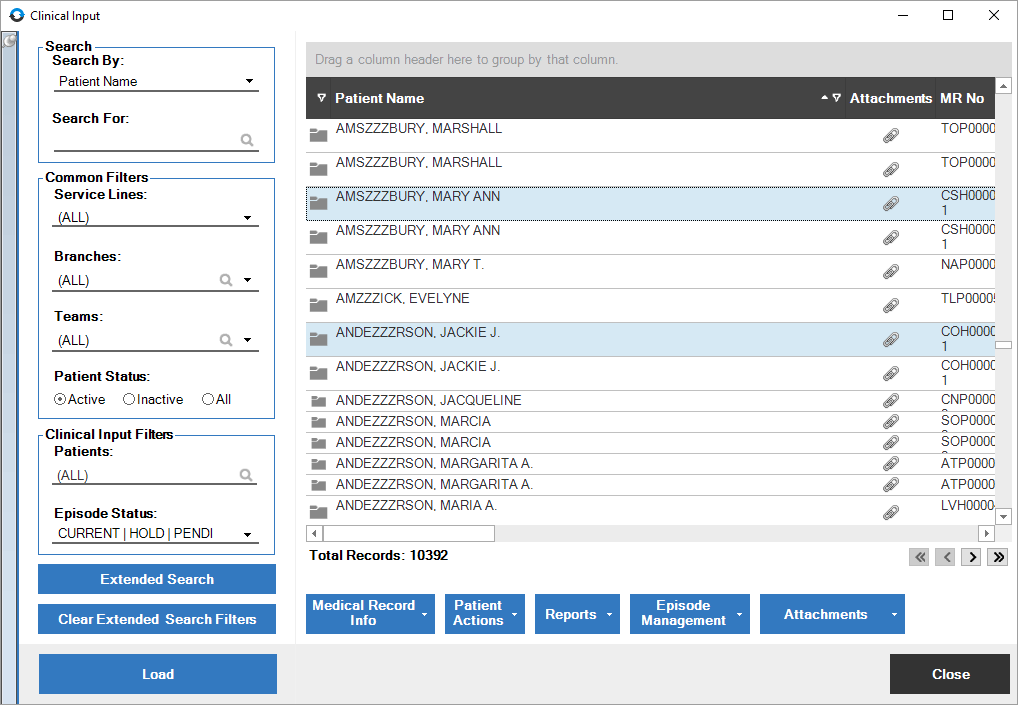 Clinical Input
Search
Search By:
Patient Name
Search For:
Common Filters
Service Lines:
(ALL)
Branches:
(ALL)
Teams:
(ALL)
Patient Status:
Active Inactive All
Clinical Input Filters
Patients:
(ALL)
Episode Status:
CURRENT | HOLD | PENDI
Extended Search
Clear Extended Search Filters
Load
Drag a column header here to group by that column.
Patient Name Attachments MR No
AMSZZZBURY, MARSHALL TOP0000
AMSZZZBURY, MARSHALL TOP0000
AMSZZZBURY, MARY ANN CSH0000
1
AMSZZZBURY, MARY ANN CSH0000
1
AMSZZZBURY, MARY T. NAP0000
AMZZZICK, EVELYNE TLP0000
ANDEZZZRSON, JACKIE J. COH0000
1
ANDEZZZRSON, JACKIE J. COH0000
1
ANDEZZZRSON, JACQUELINE CNP0000
ANDEZZZRSON, MARCIA SOP0000
ANDEZZZRSON, MARCIA SOP0000
ANDEZZZRSON, MARGARITA A. ATP0000
ANDEZZZRSON, MARGARITA A. ATP0000
ANDEZZZRSON, MARIA A. LVH0000
Total Records: 10392
Medical Record
Info
Patient
Actions
Reports
Episode
Management
Attachments
Close